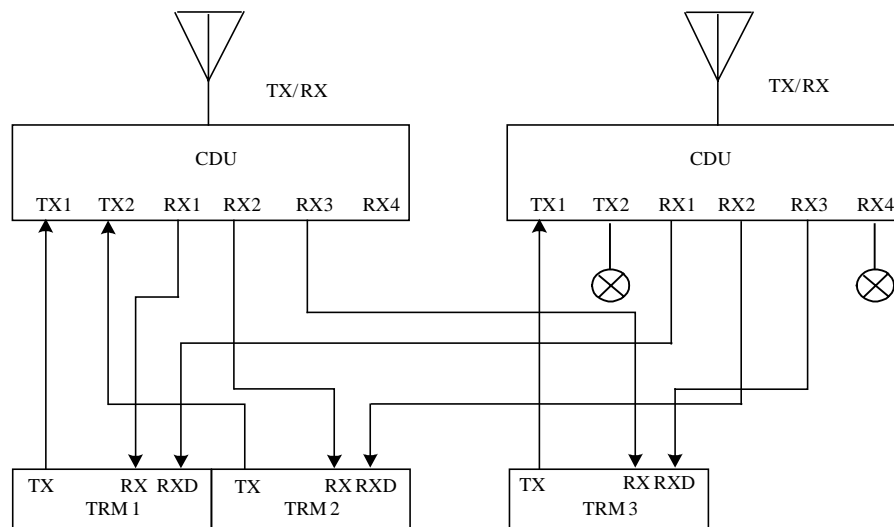 TX/RX
TX/RX
CDU
CDU
TX1 TX2 RX1 RX2 RX3 RX4
TX1 TX2 RX1 RX2 RX3 RX4
TX RX RXD
TX RX RXD
TX RX RXD
TRM 1
TRM 2
TRM 3